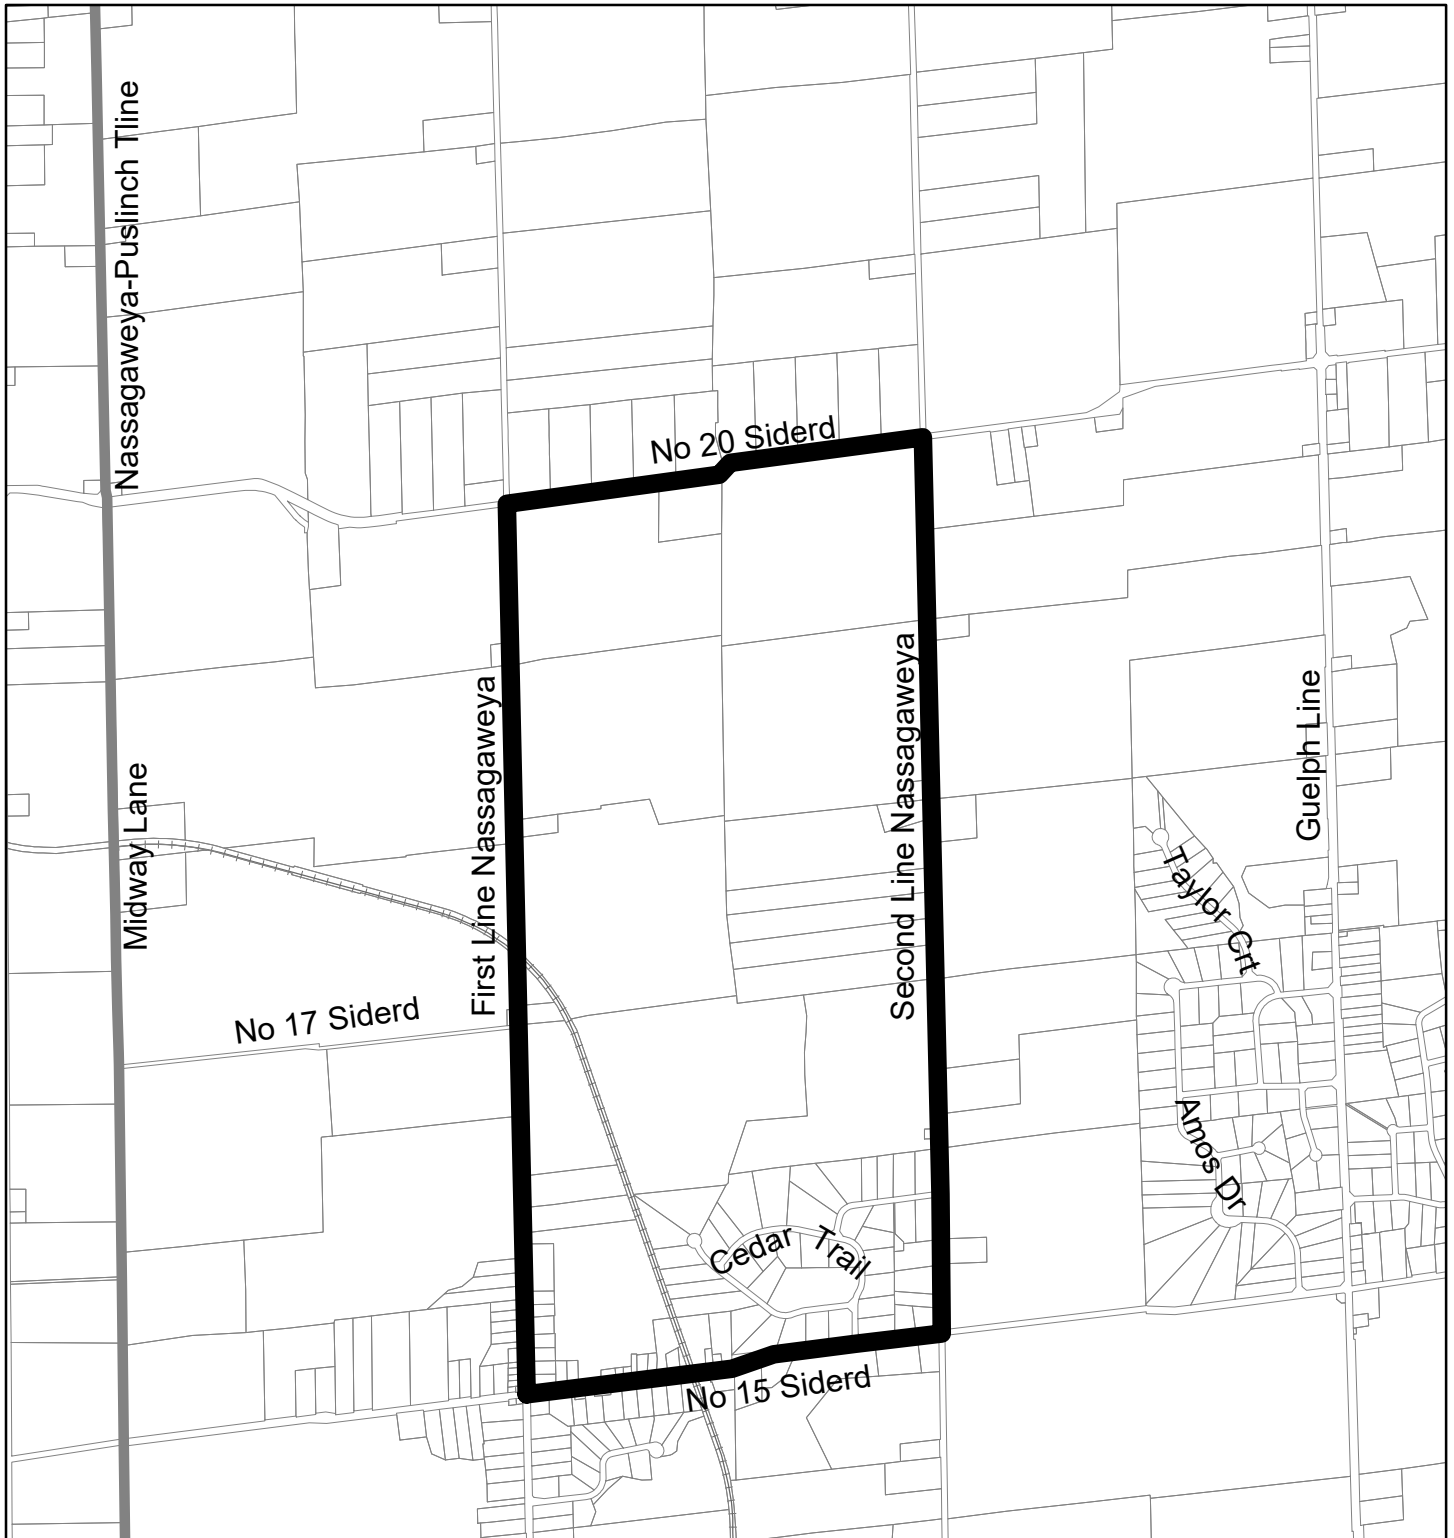 Nassagaweya-Puslinch Tline
No 20 Siderd
First Line Nassagaweya
Second Line Nassagaweya
Guelph Line
Midway Lane
Taylor Crt
No 17 Siderd
Amos Dr
Cedar Trail
No 15 Siderd